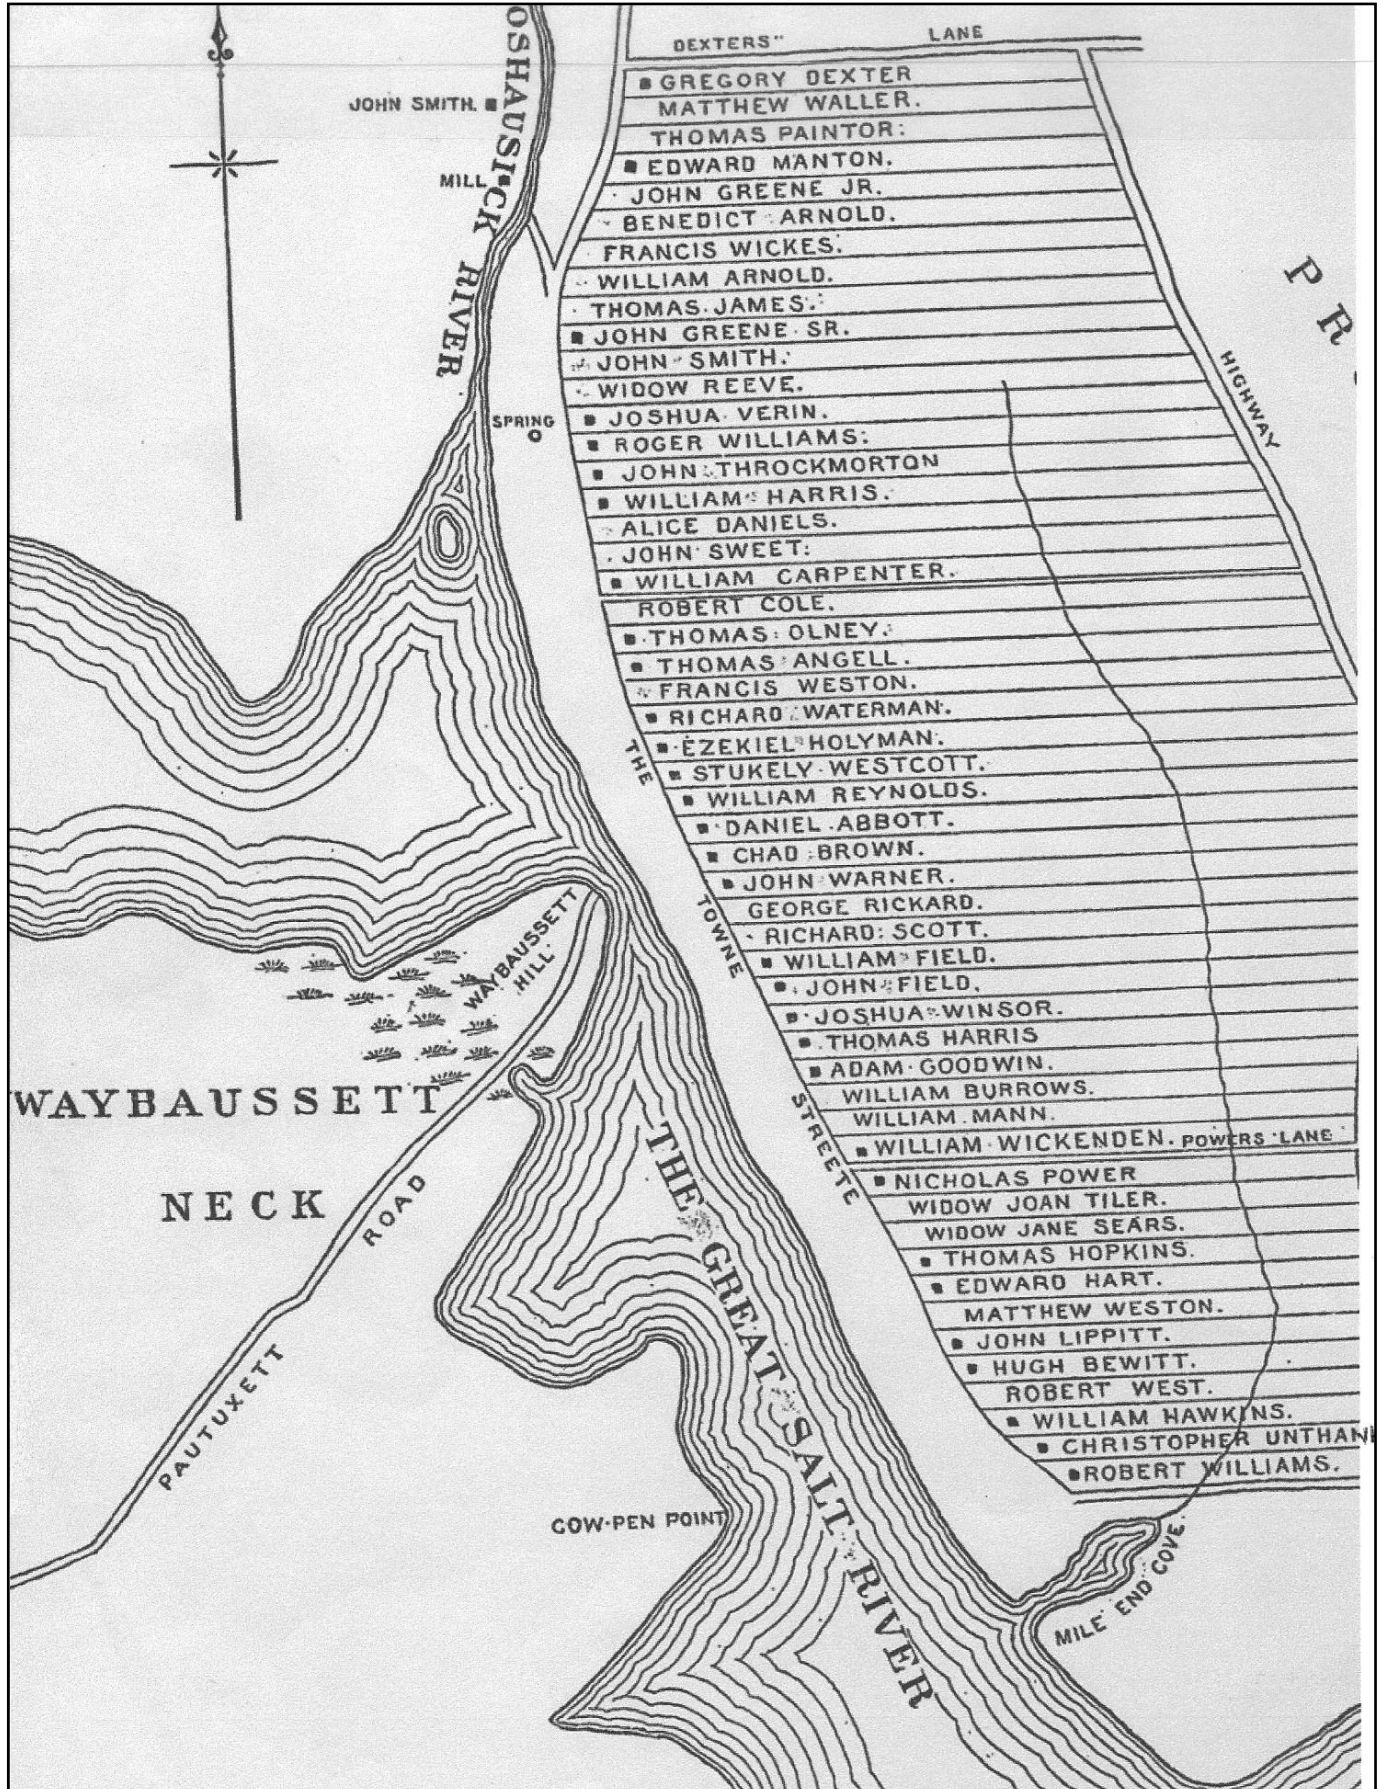 DEXTERS" LANE
GREGORY DEXTER
MATTHEW WALLER.
THOMAS PAINTOR:
EDWARD MANTON.
JOHN GREENE JR.
BENEDICT ARNOLD.
FRANCIS WICKES.
WILLIAM ARNOLD.
THOMAS JAMES.
JOHN GREENE SR.
JOHN SMITH.
WIDOW REEVE.
JOSHUA VERIN.
ROGER WILLIAMS:
JOHN THROCKMORTON
WILLIAM HARRIS.
ALICE DANIELS.
JOHN SWEET:
WILLIAM CARPENTER.
ROBERT COLE.
THOMAS OLNEY.
THOMAS ANGELL.
FRANCIS WESTON.
RICHARD WATERMAN.
EZEKIEL HOLYMAN.
STUKELY WESTCOTT.
WILLIAM REYNOLDS.
DANIEL ABBOTT.
CHAD BROWN.
JOHN WARNER.
GEORGE RICKARD.
RICHARD SCOTT.
WILLIAM FIELD.
JOHN FIELD.
JOSHUA WINSOR.
THOMAS HARRIS
ADAM GOODWIN.
WILLIAM BURROWS.
WILLIAM MANN.
WILLIAM WICKENDEN. POWERS LANE
NICHOLAS POWER
WIDOW JOAN TILER.
WIDOW JANE SEARS.
THOMAS HOPKINS.
EDWARD HART.
MATTHEW WESTON.
JOHN LIPPITT.
HUGH BEWITT.
ROBERT WEST.
WILLIAM HAWKINS.
CHRISTOPHER UNTHANK
ROBERT WILLIAMS.
HIGHWAY
P R
THE TOWNE STREETE
JOHN SMITH.
MILL
OSHAUSICK RIVER
SPRING
WAYBAUSSETT
HILL
WAYBAUSSETT
NECK
PAUTUXETT ROAD
THE GREAT SALT RIVER
COW-PEN POINT
MILE END COVE.